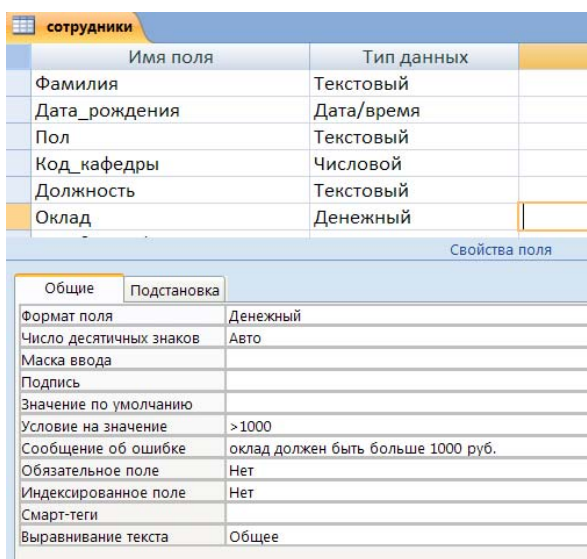 сотрудники
Имя поля Тип данных
Фамилия Текстовый
Дата_рождения Дата/время
Пол Текстовый
Код_кафедры Числовой
Должность Текстовый
Оклад Денежный
Свойства поля
Общие Подстановка
Формат поля Денежный
Число десятичных знаков Авто
Маска ввода
Подпись
Значение по умолчанию
Условие на значение >1000
Сообщение об ошибке оклад должен быть больше 1000 руб.
Обязательное поле Нет
Индексированное поле Нет
Смарт-теги
Выравнивание текста Общее